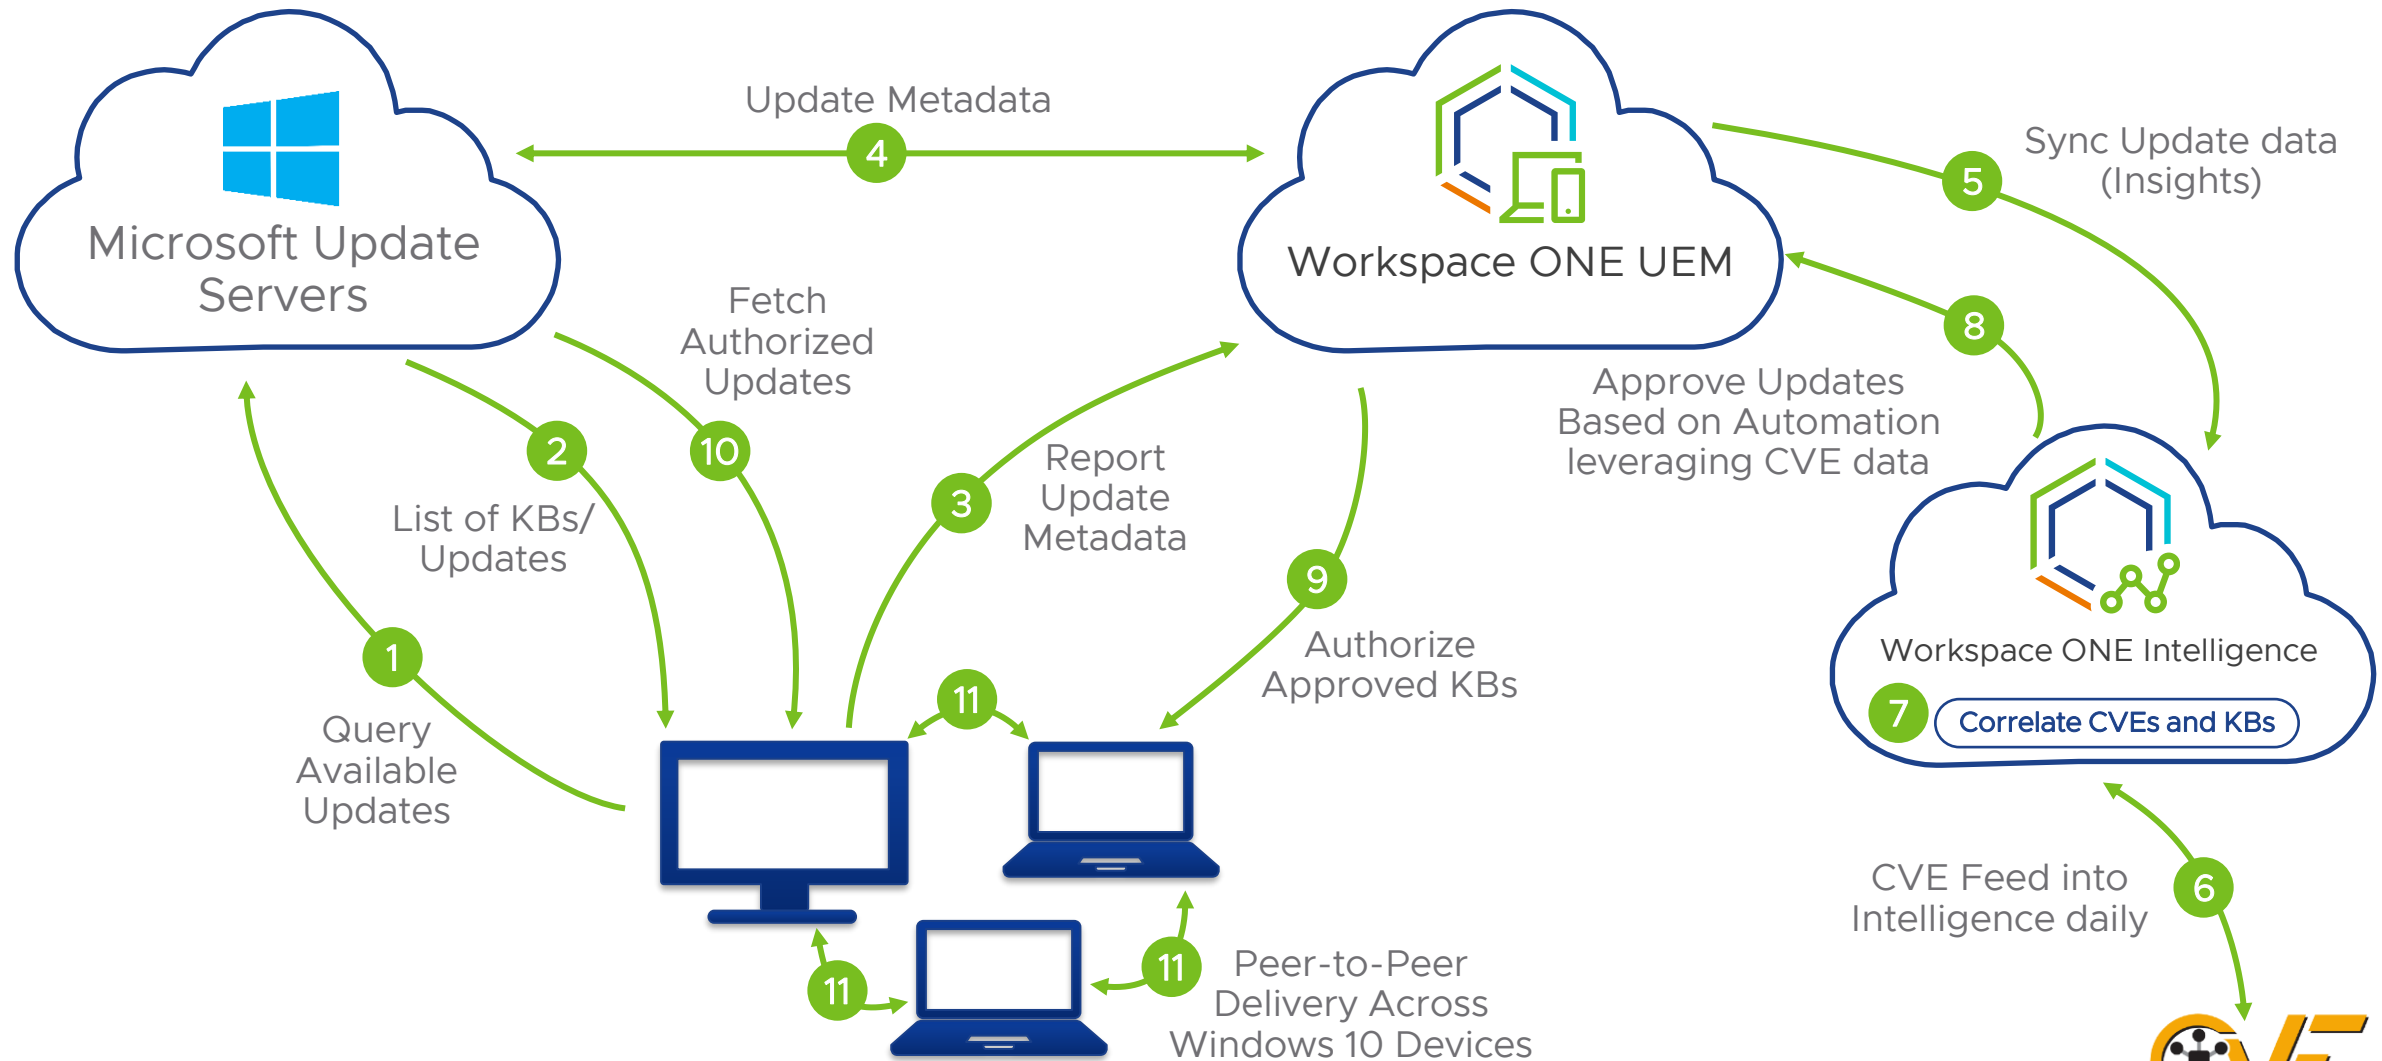 Update Metadata
4
Microsoft Update
Servers
Workspace ONE UEM
5
Sync Update data
(Insights)
8
Approve Updates
Based on Automation
leveraging CVE data
Fetch
Authorized
Updates
10
2
List of KBs/
Updates
3
Report
Update
Metadata
9
Authorize
Approved KBs
1
Query
Available
Updates
11
Workspace ONE Intelligence
7
Correlate CVEs and KBs
CVE Feed into
Intelligence daily
6
11
11
Peer-to-Peer
Delivery Across
Windows 10 Devices
CVE